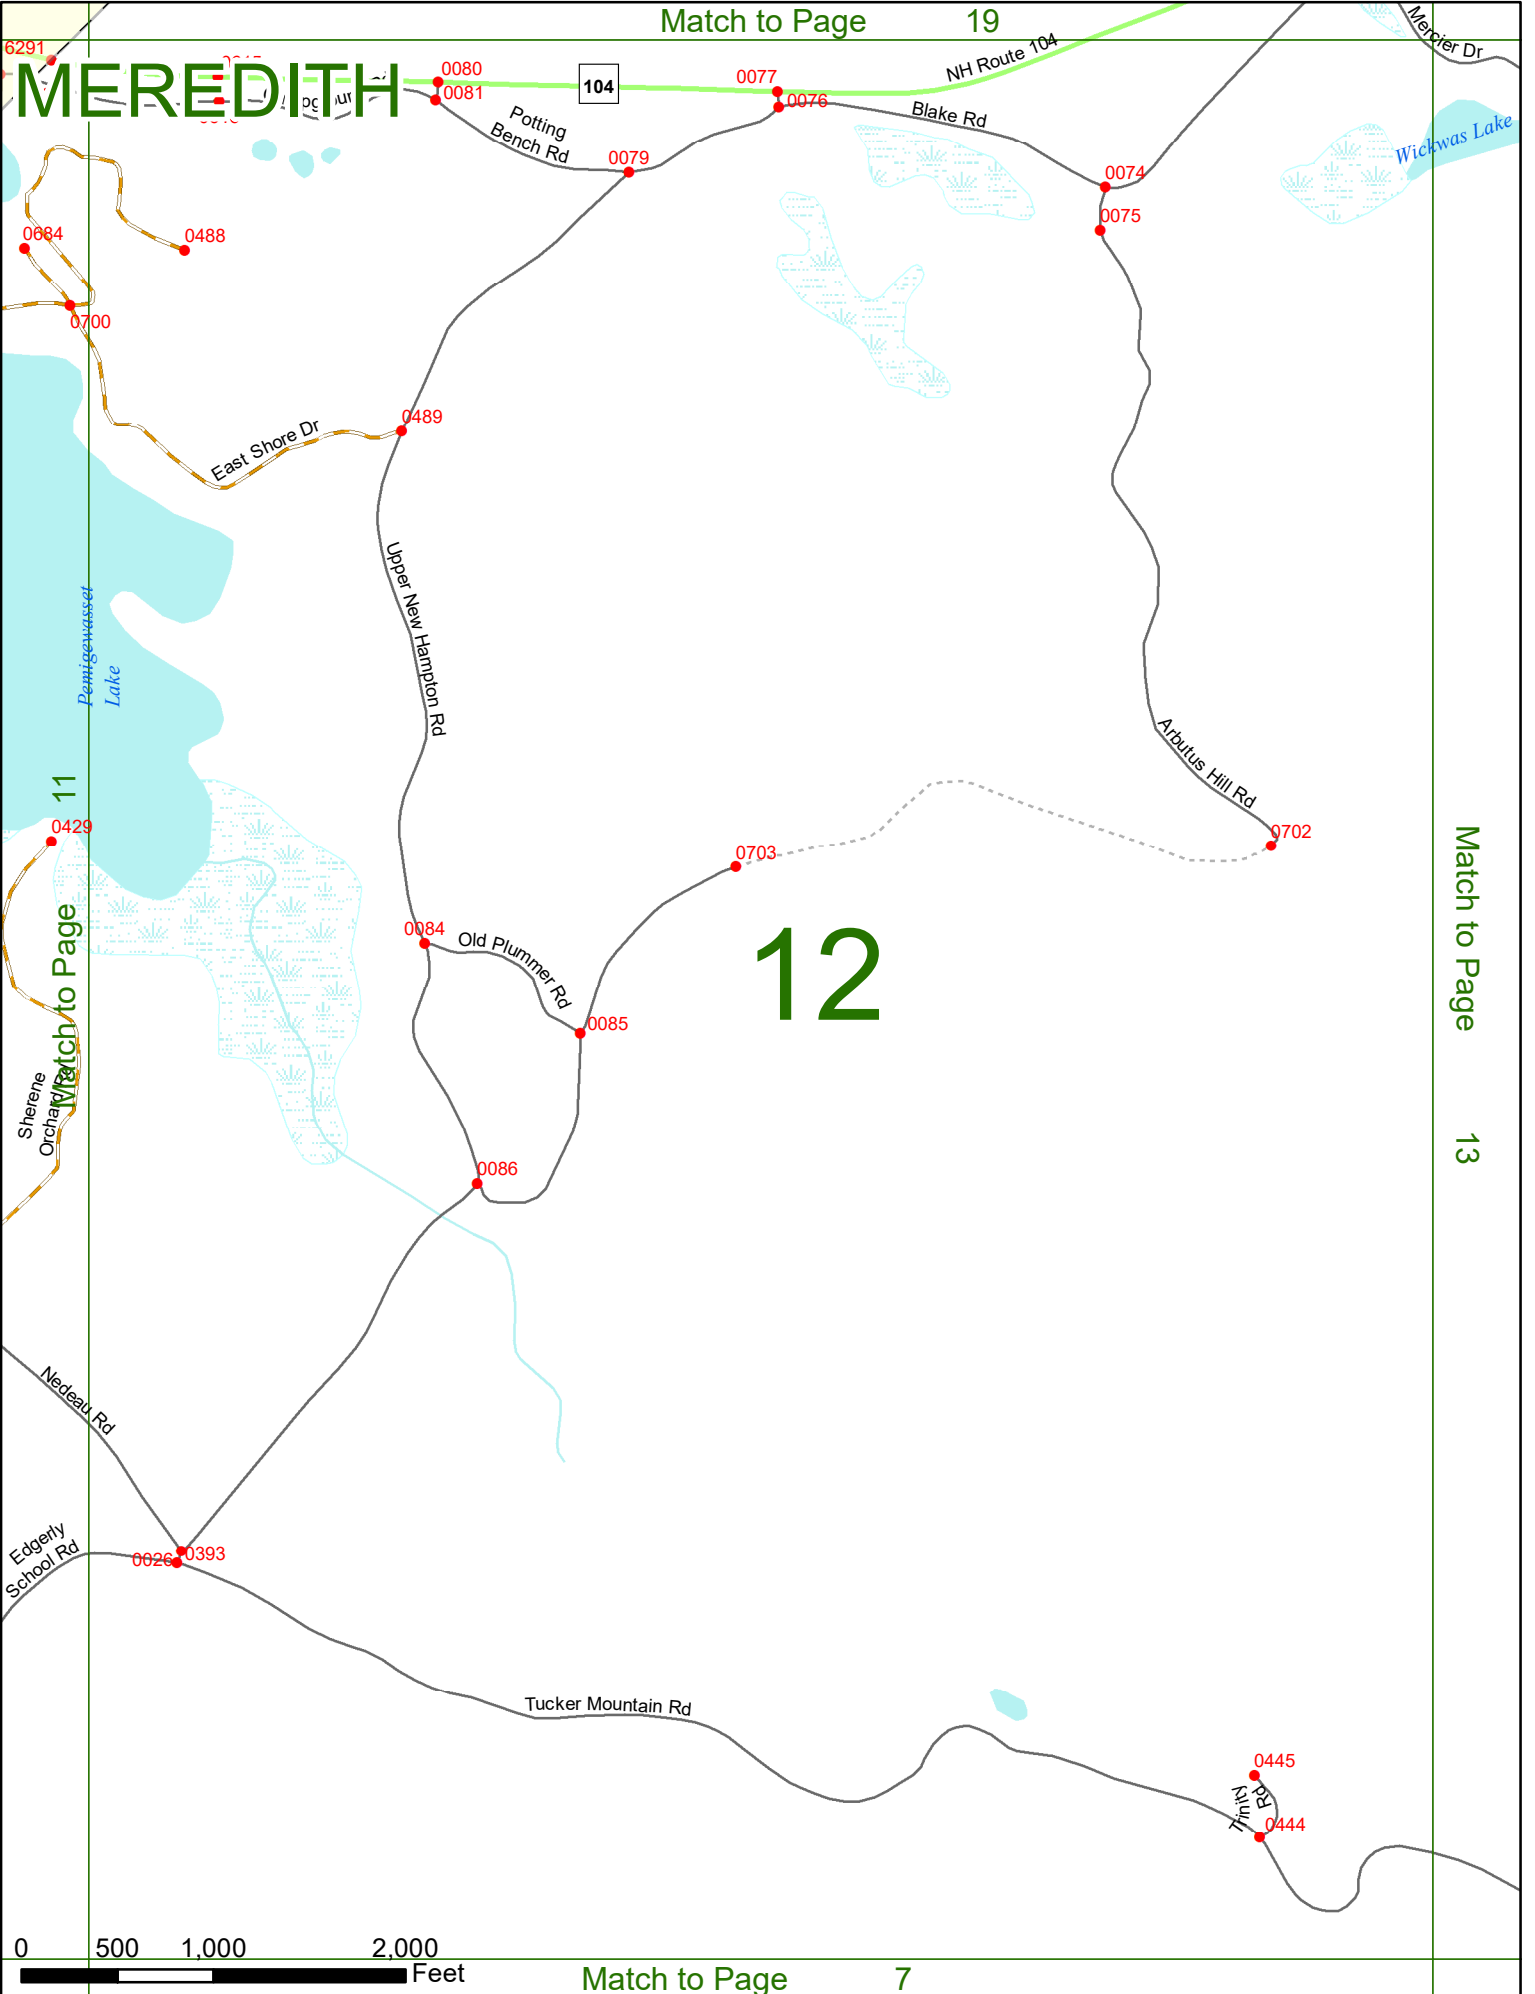 Match to Page 19
Mercier Dr
6291
MEREDITH
0080
0081
104
0077
0076
NH Route 104
Blake Rd
Wickwas Lake
Potting
Bench Rd
0079
0074
0075
0684
0488
0700
0489
East Shore Dr
Upper New Hampton Rd
Pemigewasset
Lake
Arbutus Hill Rd
Match to Page 11
0429
0703
0702
0084
Old Plummer Rd
12
0085
Match to Page 13
Sherene
Orchard
0086
Nedeau Rd
Edgerly
School Rd
0026
0393
Tucker Mountain Rd
0445
Trinity
Rd
0444
0 500 1,000 2,000
Feet
Match to Page 7